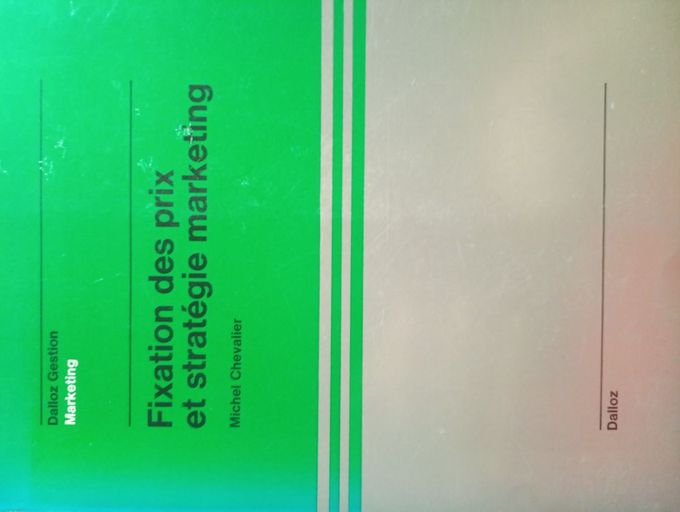 Dalloz Gestion
Marketing
Fixation des prix
et stratégie marketing
Michel Chevalier
Dalloz